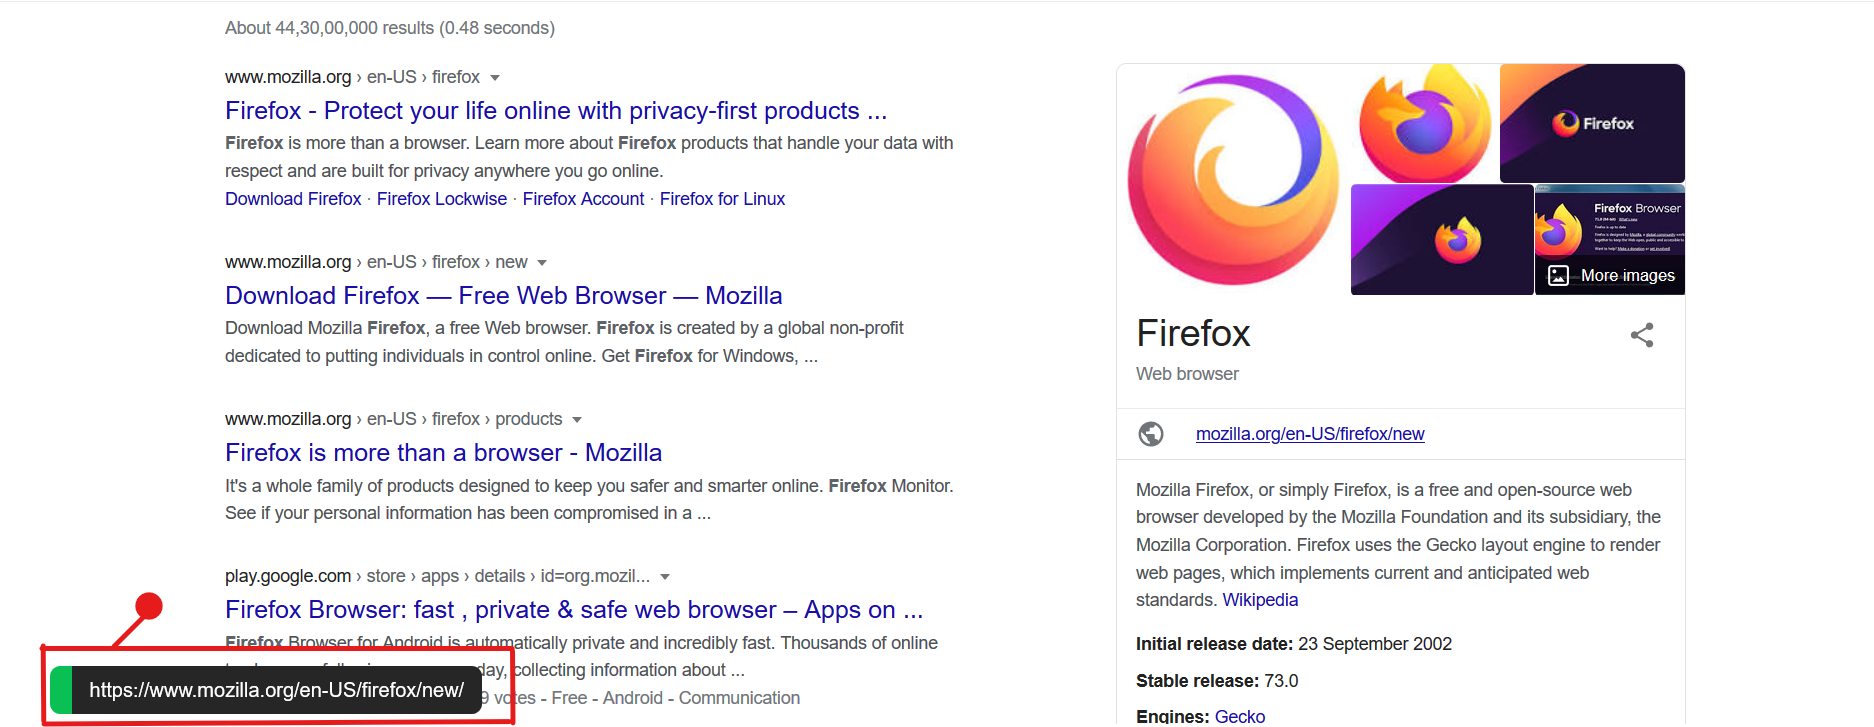 About 44,30,00,000 results (0.48 seconds)
www.mozilla.org › en-US › firefox
Firefox - Protect your life online with privacy-first products ...
Firefox is more than a browser. Learn more about Firefox products that handle your data with
respect and are built for privacy anywhere you go online.
Download Firefox · Firefox Lockwise · Firefox Account · Firefox for Linux
www.mozilla.org › en-US › firefox › new
Download Firefox — Free Web Browser — Mozilla
Download Mozilla Firefox, a free Web browser. Firefox is created by a global non-profit
dedicated to putting individuals in control online. Get Firefox for Windows, ...
www.mozilla.org › en-US › firefox › products
Firefox is more than a browser - Mozilla
It's a whole family of products designed to keep you safer and smarter online. Firefox Monitor.
See if your personal information has been compromised in a ...
play.google.com › store › apps › details › id=org.mozil...
Firefox Browser: fast , private & safe web browser – Apps on ...
Firefox Browser for Android is automatically private and incredibly fast. Thousands of online
day, collecting information about ...
9 votes - Free - Android - Communication
https://www.mozilla.org/en-US/firefox/new/
Firefox
Firefox Browser
More images
Firefox
Web browser
mozilla.org/en-US/firefox/new
Mozilla Firefox, or simply Firefox, is a free and open-source web
browser developed by the Mozilla Foundation and its subsidiary, the
Mozilla Corporation. Firefox uses the Gecko layout engine to render
web pages, which implements current and anticipated web
standards. Wikipedia
Initial release date: 23 September 2002
Stable release: 73.0
Engines: Gecko